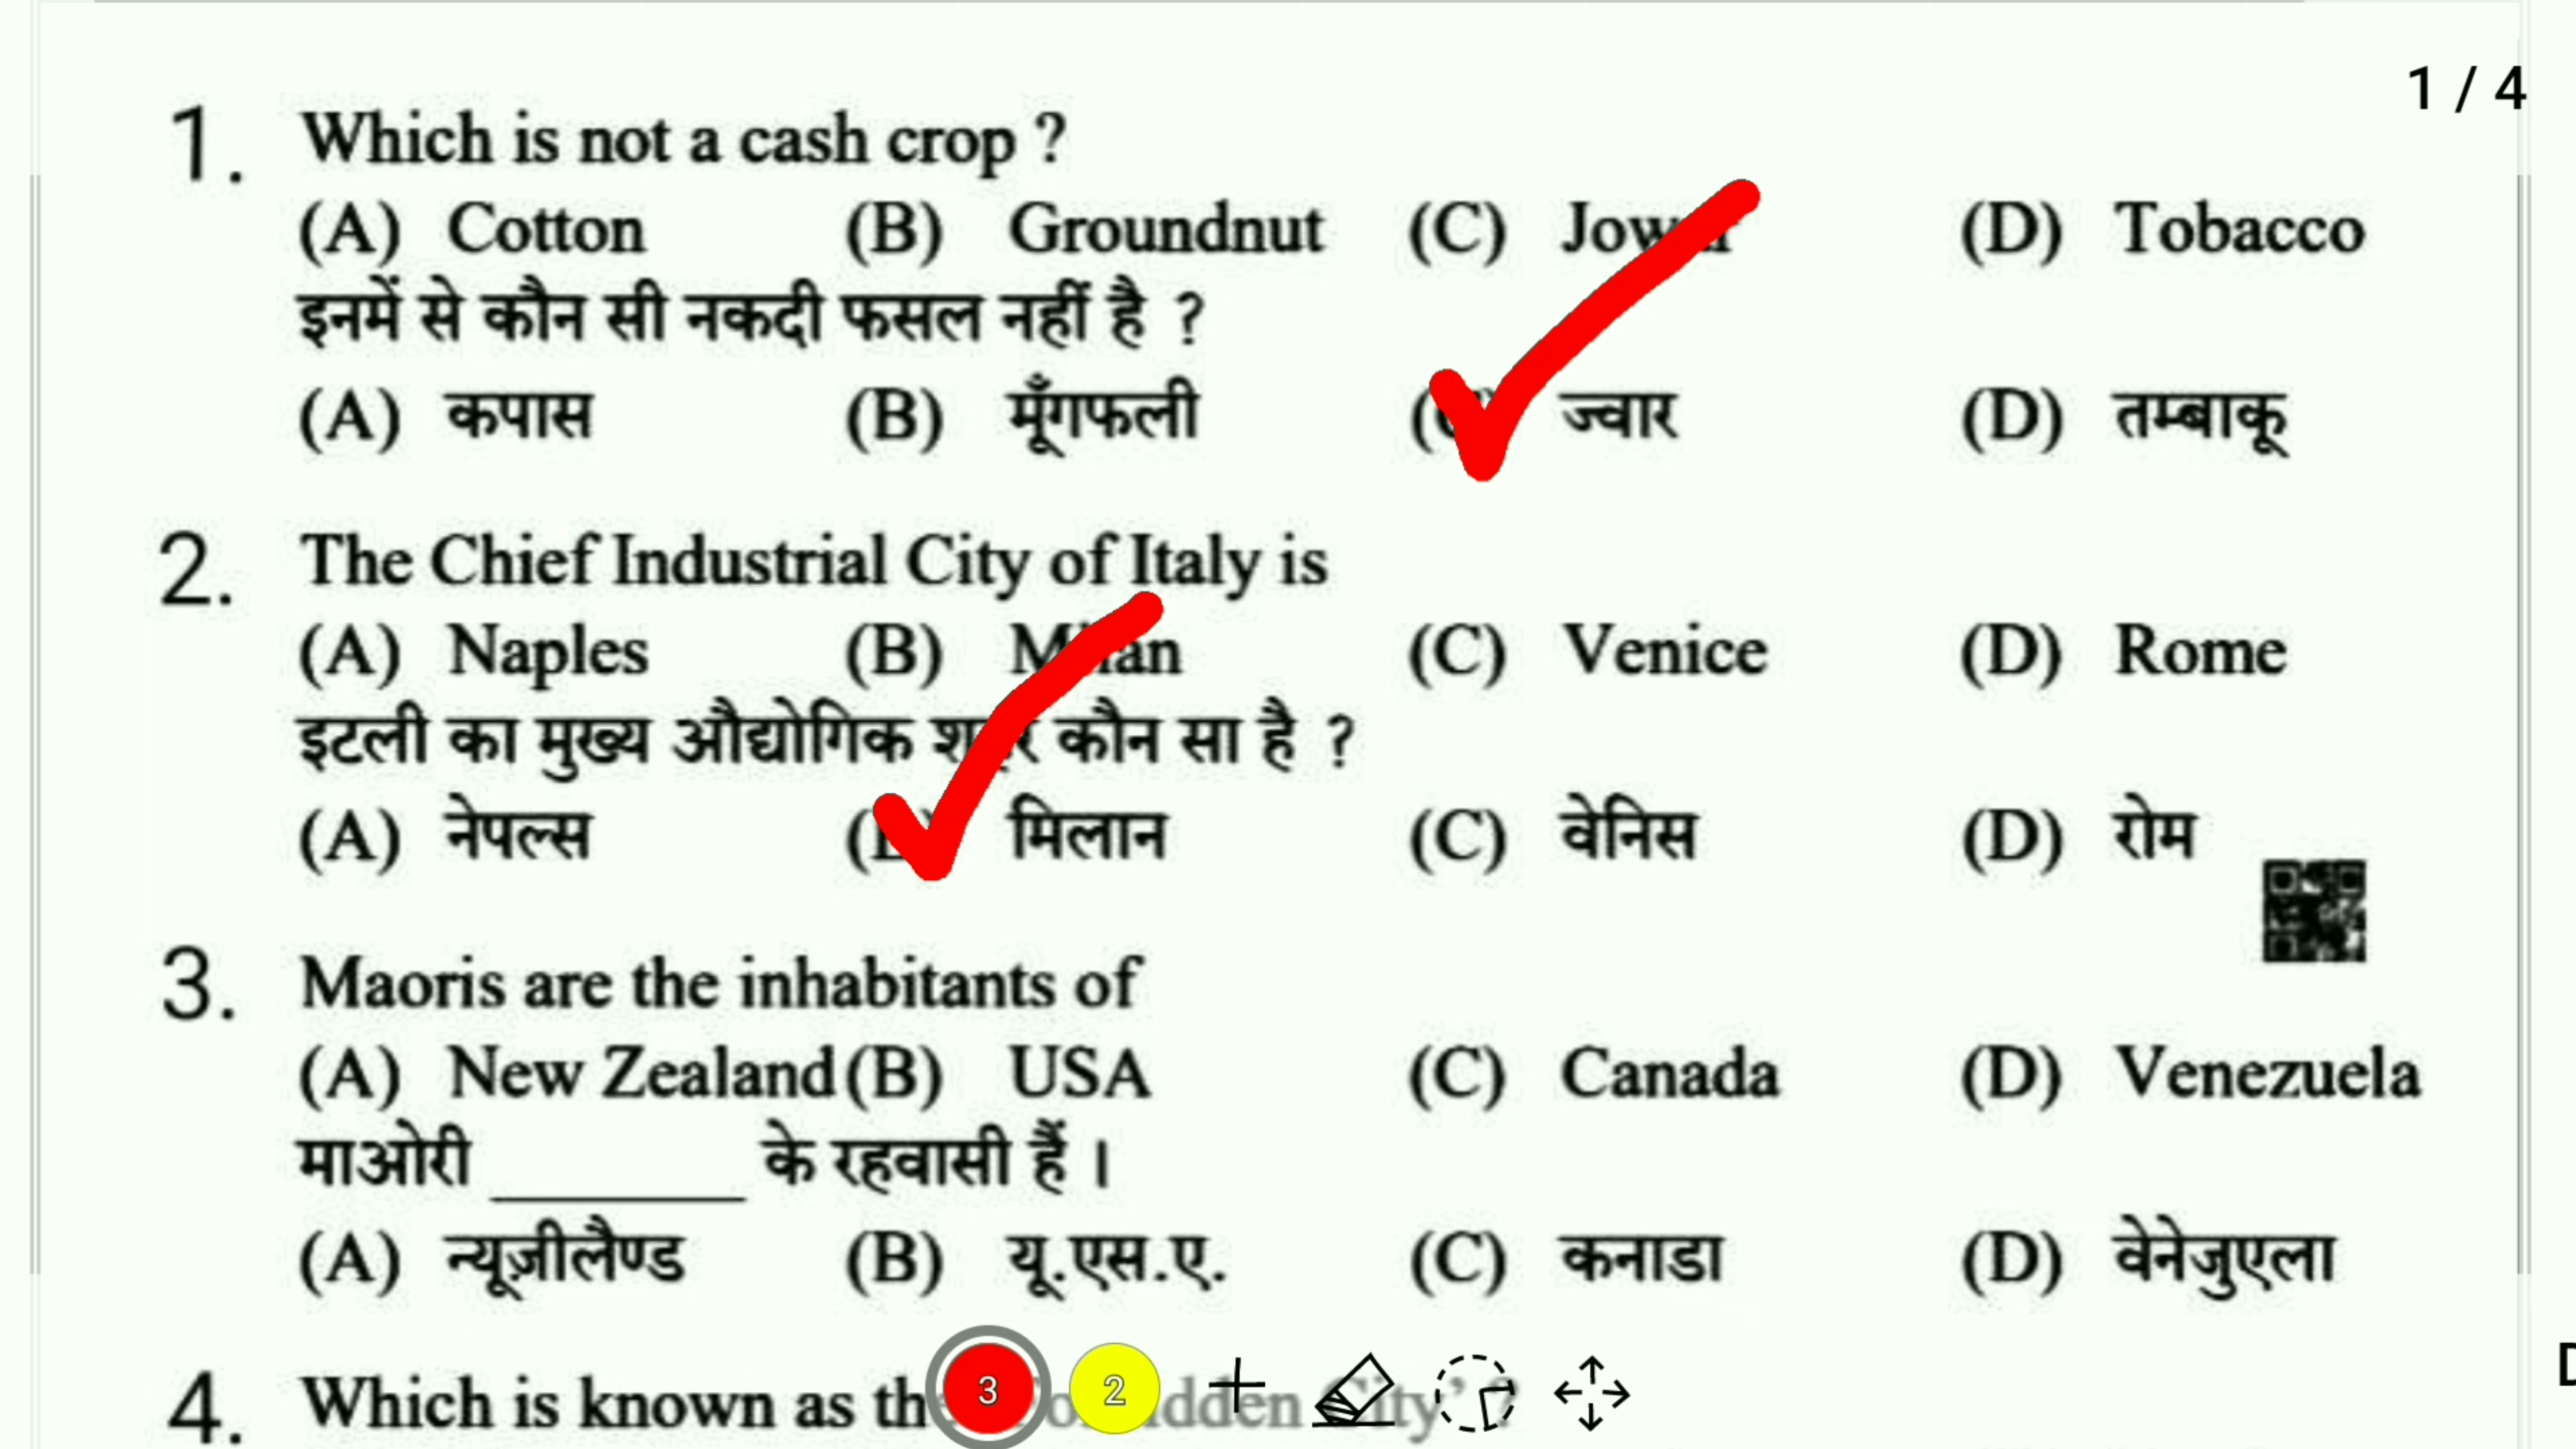 1 / 4
1. Which is not a cash crop ?
(A) Cotton (B) Groundnut (C) Jowar (D) Tobacco
इनमें से कौन सी नकदी फसल नहीं है ?
(A) कपास (B) मूँगफली (C) ज्वार (D) तम्बाकू
2. The Chief Industrial City of Italy is
(A) Naples (B) Milan (C) Venice (D) Rome
इटली का मुख्य औद्योगिक शहर कौन सा है ?
(A) नेपल्स (B) मिलान (C) वेनिस (D) रोम
3. Maoris are the inhabitants of
(A) New Zealand (B) USA (C) Canada (D) Venezuela
माओरी ________ के रहवासी हैं ।
(A) न्यूज़ीलैण्ड (B) यू.एस.ए. (C) कनाडा (D) वेनेजुएला
4. Which is known as the 'Forbidden City' ?
3 2